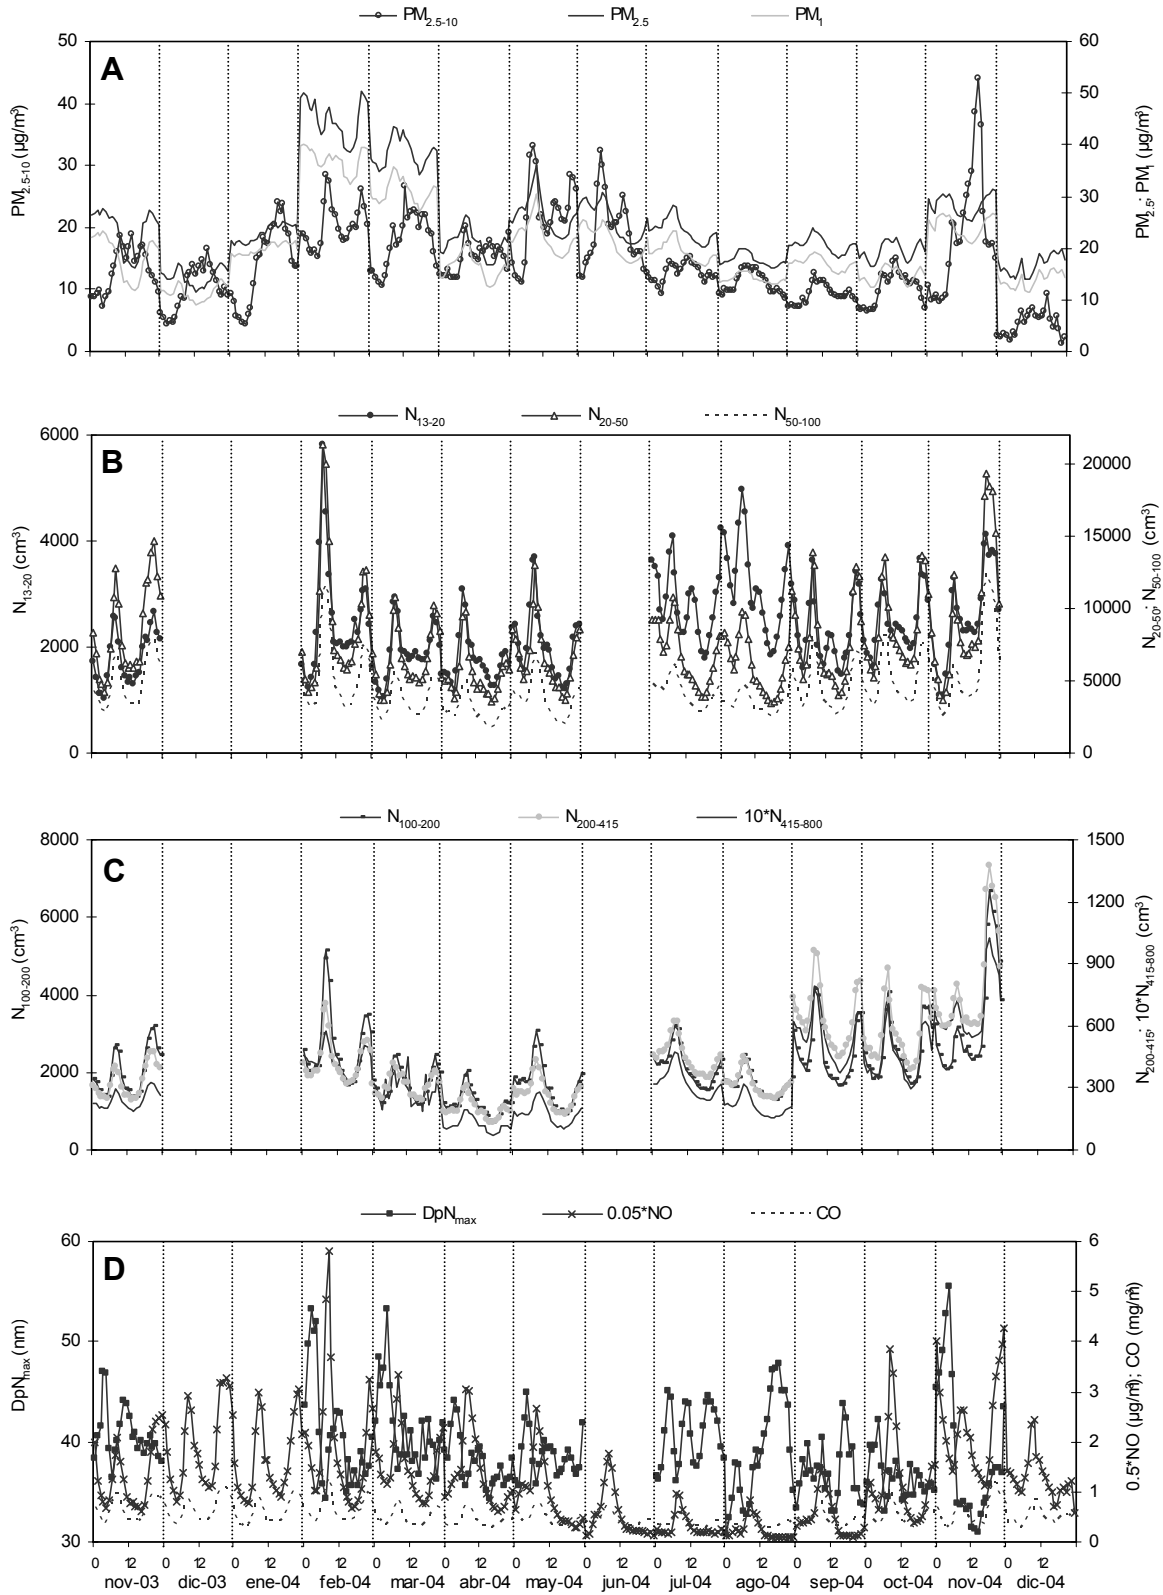 PM2.5-10 PM2.5 PM1
A
50 40 30 20 10 0
PM2.5-10 (µg/m³)
60 50 40 30 20 10 0
PM2.5; PM1 (µg/m³)
N13-20 N20-50 N50-100
B
6000 4000 2000 0
N13-20 (cm³)
20000 15000 10000 5000 0
N20-50; N50-100 (cm³)
N100-200 N200-415 10*N415-800
C
8000 6000 4000 2000 0
N100-200 (cm³)
1500 1200 900 600 300 0
N200-415; 10*N415-800 (cm³)
DpNmax 0.05*NO CO
D
60 50 40 30
DpNmax (nm)
6 5 4 3 2 1 0
0.5*NO (µg/m³); CO (mg/m³)
0 12 0 12 0 12 0 12 0 12 0 12 0 12 0 12 0 12 0 12 0 12 0 12 0 12 0 12
nov-03 dic-03 ene-04 feb-04 mar-04 abr-04 may-04 jun-04 jul-04 ago-04 sep-04 oct-04 nov-04 dic-04